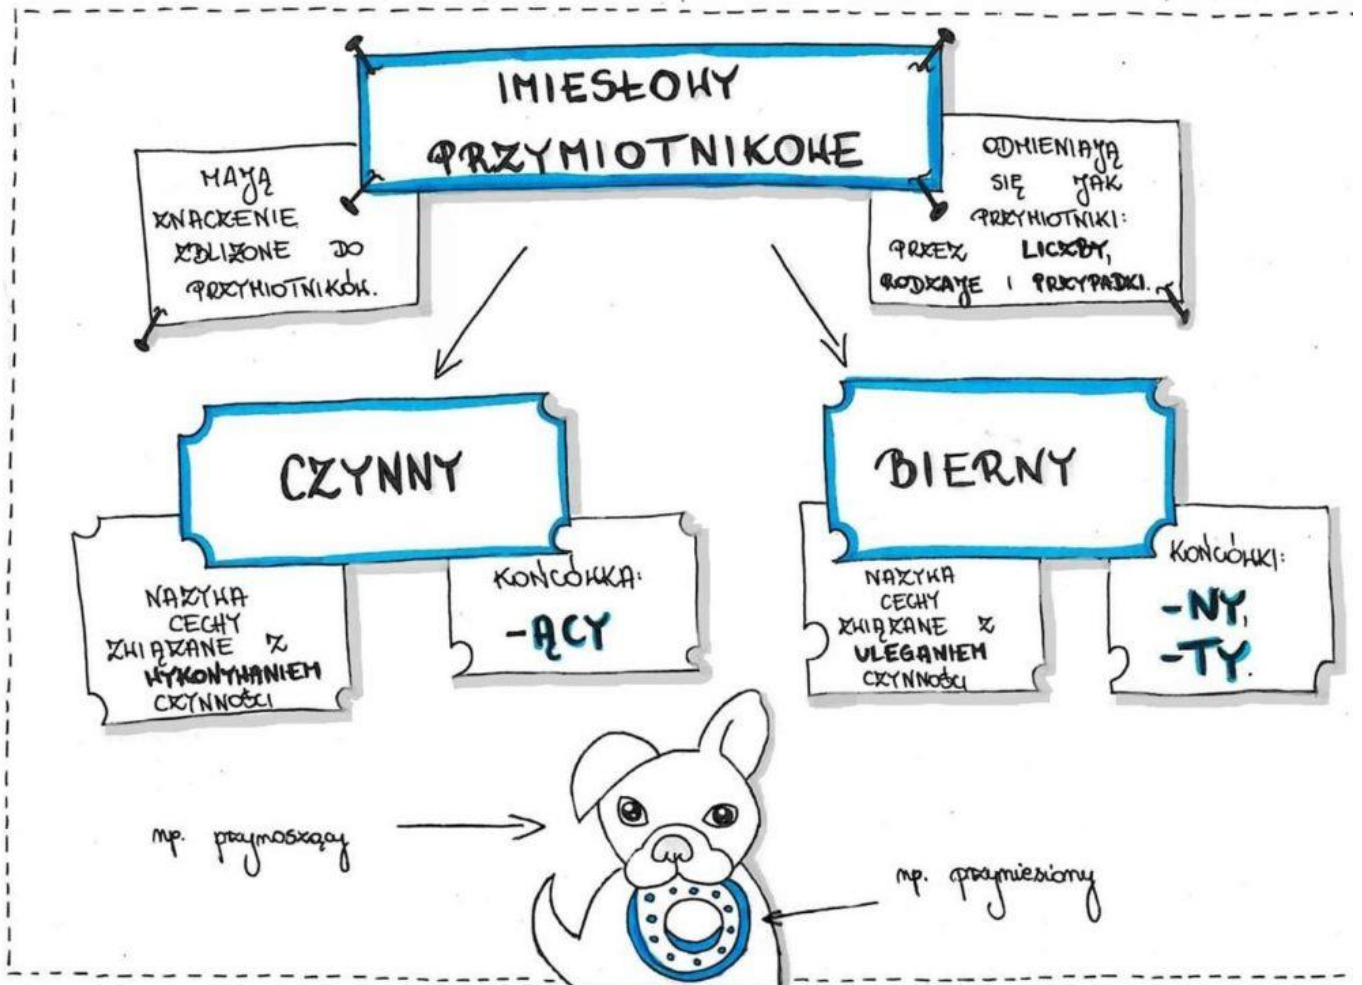 IMIESŁOWY
PRZYMIOTNIKOWE
MAJĄ
ZNACZENIE
ZBLIŻONE DO
PRZYMIOTNIKÓW.
ODMIENIAJĄ
SIĘ JAK
PRZYMIOTNIKI:
PRZEZ LICZBY,
RODZAJE I PRZYPADKI.
CZYNNY
NAZYWA
CECHY
ZWIĄZANE Z
WYKONYWANIEM
CZYNNOŚCI
KOŃCÓWKA:
-ĄCY
BIERNY
NAZYWA
CECHY
ZWIĄZANE Z
ULEGANIEM
CZYNNOŚCI
KOŃCÓWKI:
-NY,
-TY.
np. przynoszący
np. przyniesiony